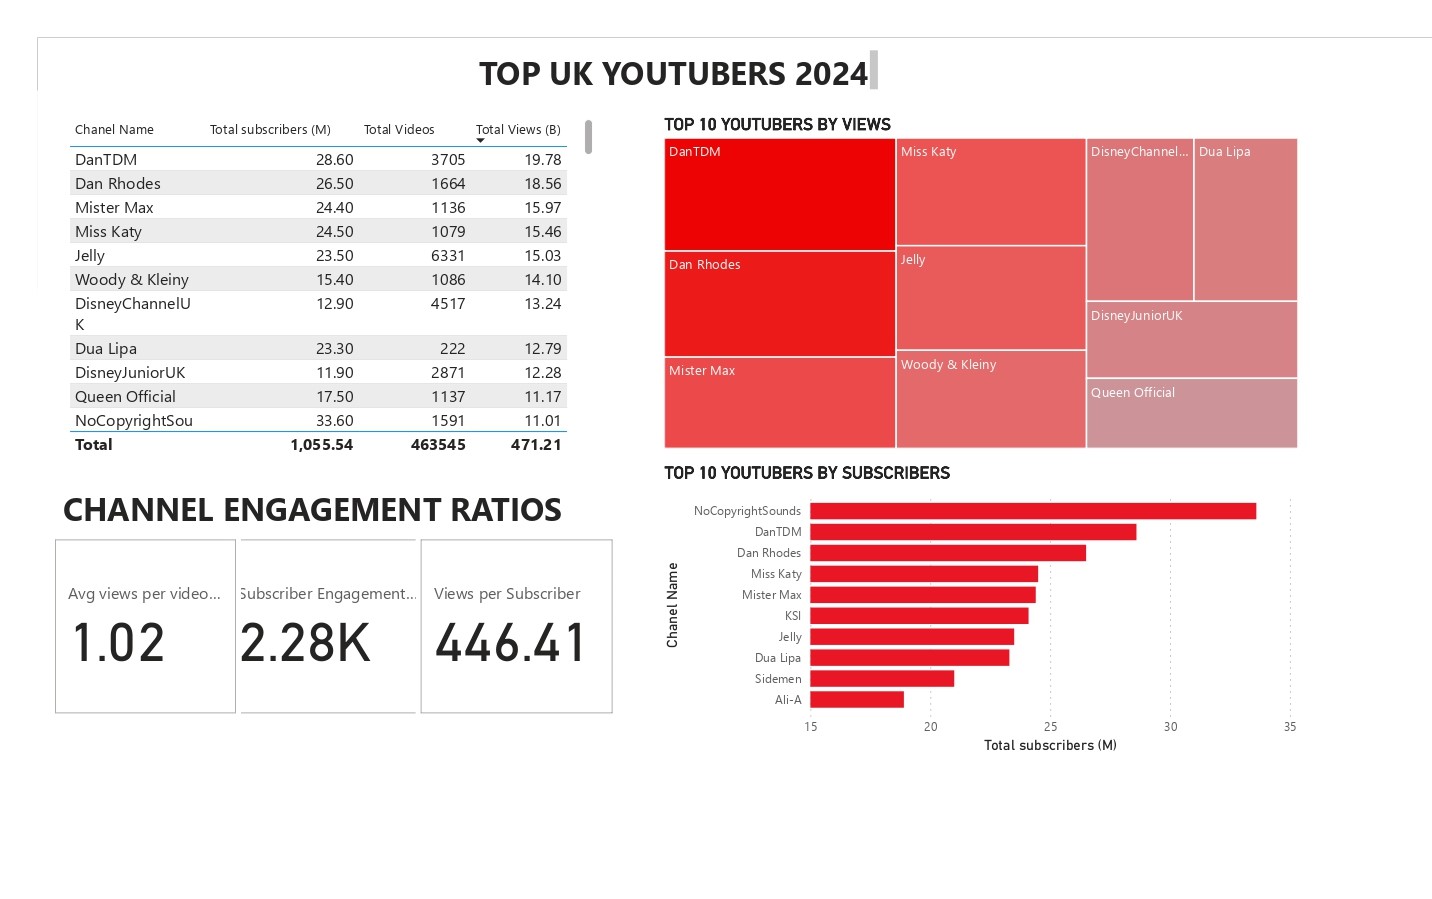 TOP UK YOUTUBERS 2024
Chanel Name Total subscribers (M) Total Videos Total Views (B)
DanTDM 28.60 3705 19.78
Dan Rhodes 26.50 1664 18.56
Mister Max 24.40 1136 15.97
Miss Katy 24.50 1079 15.46
Jelly 23.50 6331 15.03
Woody & Kleiny 15.40 1086 14.10
DisneyChannelU 12.90 4517 13.24
K
Dua Lipa 23.30 222 12.79
DisneyJuniorUK 11.90 2871 12.28
Queen Official 17.50 1137 11.17
NoCopyrightSou 33.60 1591 11.01
Total 1,055.54 463545 471.21
CHANNEL ENGAGEMENT RATIOS
Avg views per video...
1.02
Subscriber Engagement...
2.28K
Views per Subscriber
446.41
TOP 10 YOUTUBERS BY VIEWS
DanTDM
Dan Rhodes
Mister Max
Miss Katy
Jelly
Woody & Kleiny
DisneyChannel...
Dua Lipa
DisneyJuniorUK
Queen Official
TOP 10 YOUTUBERS BY SUBSCRIBERS
Chanel Name
NoCopyrightSounds
DanTDM
Dan Rhodes
Miss Katy
Mister Max
KSI
Jelly
Dua Lipa
Sidemen
Ali-A
15 20 25 30 35
Total subscribers (M)